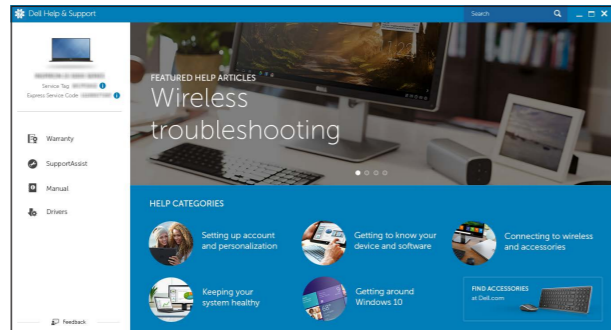 Dell Help & Support
Search
Service Tag:
Express Service Code:
Warranty
SupportAssist
Manual
Drivers
Feedback
FEATURED HELP ARTICLES
Wireless
troubleshooting
HELP CATEGORIES
Setting up account
and personalization
Getting to know your
device and software
Connecting to wireless
and accessories
Keeping your
system healthy
Getting around
Windows 10
FIND ACCESSORIES
at Dell.com